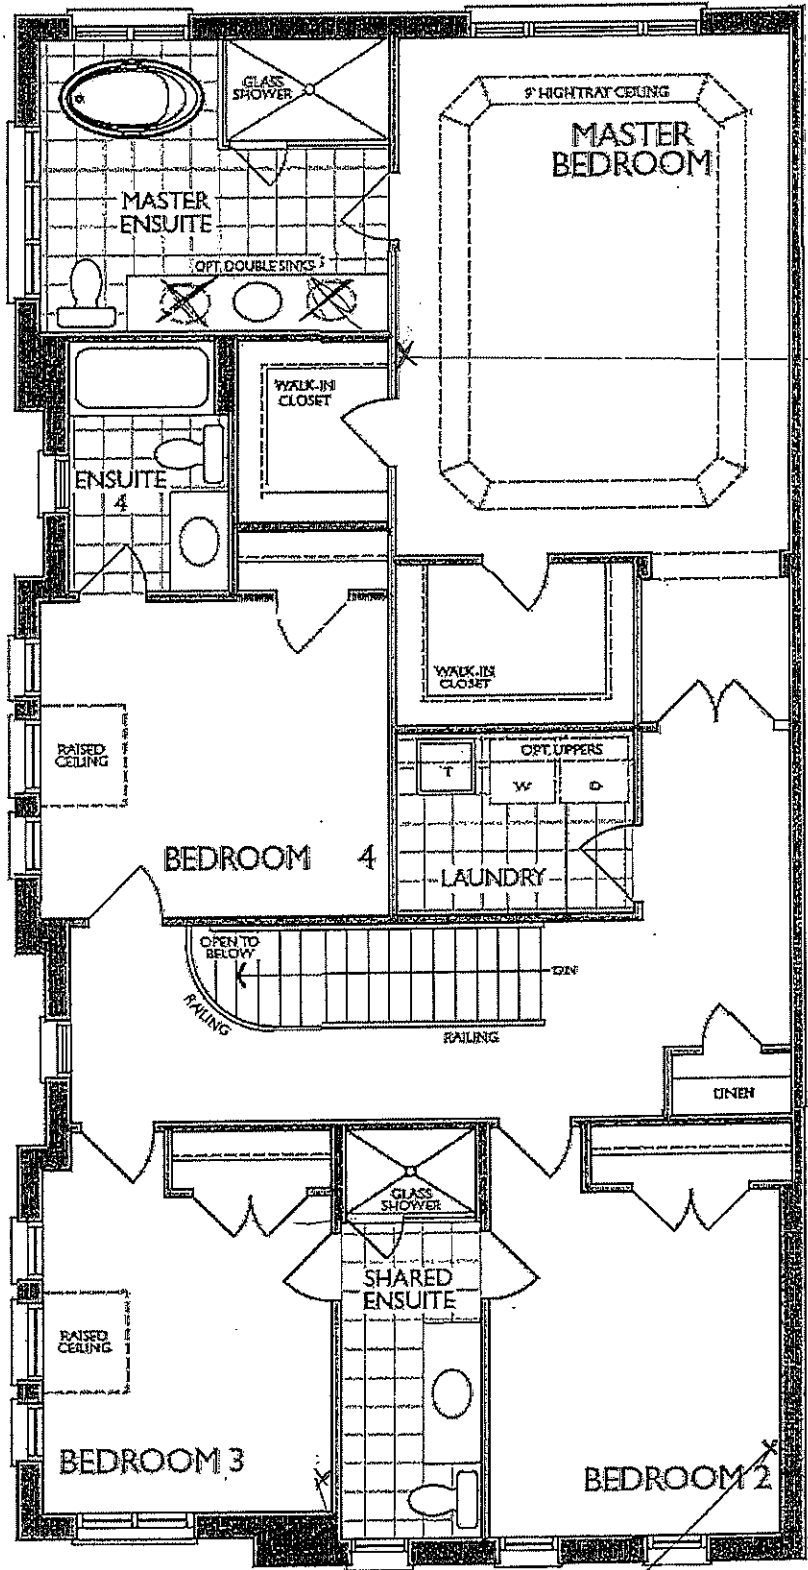 GLASS
SHOWER
9' HIGH TRAY CEILING
MASTER
BEDROOM
MASTER
ENSUITE
OPT. DOUBLE SINKS
WALK-IN
CLOSET
ENSUITE
4
WALK-IN
CLOSET
RAISED
CEILING
OPT. UPPERS
T
W
D
BEDROOM 4
LAUNDRY
OPEN TO
BELOW
DN
RAILING
RAILING
LINEN
GLASS
SHOWER
SHARED
ENSUITE
RAISED
CEILING
BEDROOM 3
BEDROOM 2